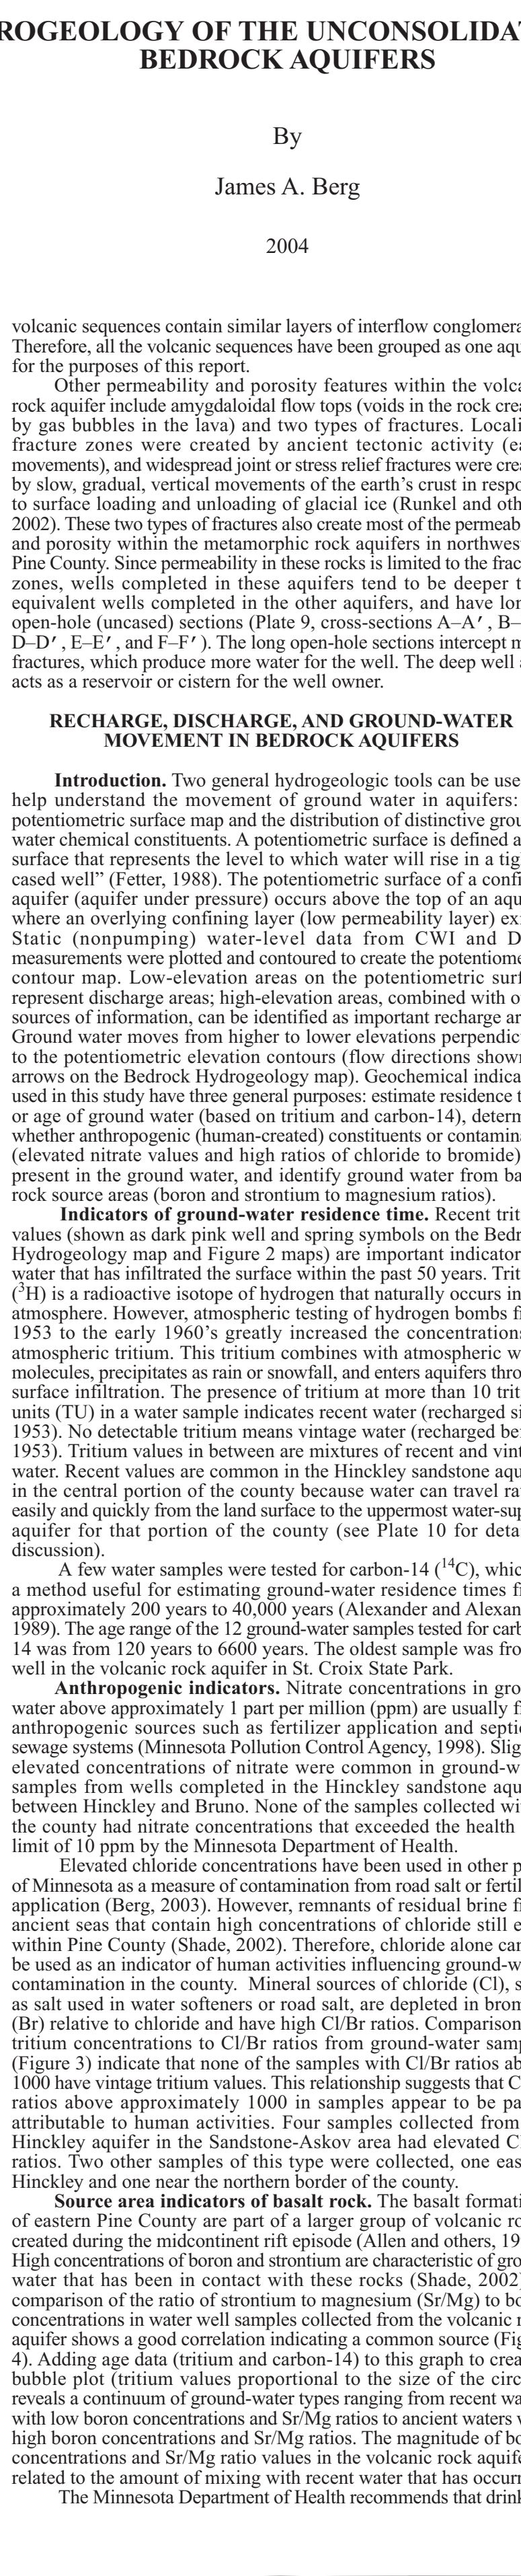 ROGEOLOGY OF THE UNCONSOLIDAT
BEDROCK AQUIFERS
By
James A. Berg
2004
volcanic sequences contain similar layers of interflow conglomera
Therefore, all the volcanic sequences have been grouped as one aqu
for the purposes of this report.
Other permeability and porosity features within the volca
rock aquifer include amygdaloidal flow tops (voids in the rock crea
by gas bubbles in the lava) and two types of fractures. Locali
fracture zones were created by ancient tectonic activity (ea
movements), and widespread joint or stress relief fractures were crea
by slow, gradual, vertical movements of the earth's crust in respo
to surface loading and unloading of glacial ice (Runkel and oth
2002). These two types of fractures also create most of the permeab
and porosity within the metamorphic rock aquifers in northwes
Pine County. Since permeability in these rocks is limited to the frac
zones, wells completed in these aquifers tend to be deeper t
equivalent wells completed in the other aquifers, and have lon
open-hole (uncased) sections (Plate 9, cross-sections A–A′, B–
D–D′, E–E′, and F–F′). The long open-hole sections intercept m
fractures, which produce more water for the well. The deep well a
acts as a reservoir or cistern for the well owner.
RECHARGE, DISCHARGE, AND GROUND-WATER
MOVEMENT IN BEDROCK AQUIFERS
Introduction. Two general hydrogeologic tools can be use
help understand the movement of ground water in aquifers:
potentiometric surface map and the distribution of distinctive grou
water chemical constituents. A potentiometric surface is defined a
surface that represents the level to which water will rise in a tig
cased well” (Fetter, 1988). The potentiometric surface of a confi
aquifer (aquifer under pressure) occurs above the top of an aqu
where an overlying confining layer (low permeability layer) exi
Static (nonpumping) water-level data from CWI and D
measurements were plotted and contoured to create the potentiome
contour map. Low-elevation areas on the potentiometric surf
represent discharge areas; high-elevation areas, combined with o
sources of information, can be identified as important recharge ar
Ground water moves from higher to lower elevations perpendic
to the potentiometric elevation contours (flow directions shown
arrows on the Bedrock Hydrogeology map). Geochemical indica
used in this study have three general purposes: estimate residence t
or age of ground water (based on tritium and carbon-14), determ
whether anthropogenic (human-created) constituents or contamina
(elevated nitrate values and high ratios of chloride to bromide)
present in the ground water, and identify ground water from ba
rock source areas (boron and strontium to magnesium ratios).
Indicators of ground-water residence time. Recent trit
values (shown as dark pink well and spring symbols on the Bedr
Hydrogeology map and Figure 2 maps) are important indicator
water that has infiltrated the surface within the past 50 years. Trit
(³H) is a radioactive isotope of hydrogen that naturally occurs in
atmosphere. However, atmospheric testing of hydrogen bombs f
1953 to the early 1960’s greatly increased the concentrations
atmospheric tritium. This tritium combines with atmospheric w
molecules, precipitates as rain or snowfall, and enters aquifers thro
surface infiltration. The presence of tritium at more than 10 trit
units (TU) in a water sample indicates recent water (recharged si
1953). No detectable tritium means vintage water (recharged be
1953). Tritium values in between are mixtures of recent and vint
water. Recent values are common in the Hinckley sandstone aqu
in the central portion of the county because water can travel ra
easily and quickly from the land surface to the uppermost water-sup
aquifer for that portion of the county (see Plate 10 for deta
discussion).
A few water samples were tested for carbon-14 (¹⁴C), whic
a method useful for estimating ground-water residence times f
approximately 200 years to 40,000 years (Alexander and Alexan
1989). The age range of the 12 ground-water samples tested for carb
14 was from 120 years to 6600 years. The oldest sample was fro
well in the volcanic rock aquifer in St. Croix State Park.
Anthropogenic indicators. Nitrate concentrations in gro
water above approximately 1 part per million (ppm) are usually f
anthropogenic sources such as fertilizer application and septi
sewage systems (Minnesota Pollution Control Agency, 1998). Slig
elevated concentrations of nitrate were common in ground-w
samples from wells completed in the Hinckley sandstone aqu
between Hinckley and Bruno. None of the samples collected wi
the county had nitrate concentrations that exceeded the health
limit of 10 ppm by the Minnesota Department of Health.
Elevated chloride concentrations have been used in other p
of Minnesota as a measure of contamination from road salt or fertil
application (Berg, 2003). However, remnants of residual brine f
ancient seas that contain high concentrations of chloride still e
within Pine County (Shade, 2002). Therefore, chloride alone can
be used as an indicator of human activities influencing ground-w
contamination in the county. Mineral sources of chloride (Cl), s
as salt used in water softeners or road salt, are depleted in brom
(Br) relative to chloride and have high Cl/Br ratios. Comparison
tritium concentrations to Cl/Br ratios from ground-water samp
(Figure 3) indicate that none of the samples with Cl/Br ratios ab
1000 have vintage tritium values. This relationship suggests that C
ratios above approximately 1000 in samples appear to be pa
attributable to human activities. Four samples collected from
Hinckley aquifer in the Sandstone-Askov area had elevated C
ratios. Two other samples of this type were collected, one eas
Hinckley and one near the northern border of the county.
Source area indicators of basalt rock. The basalt formati
of eastern Pine County are part of a larger group of volcanic ro
created during the midcontinent rift episode (Allen and others, 19
High concentrations of boron and strontium are characteristic of gro
water that has been in contact with these rocks (Shade, 2002)
comparison of the ratio of strontium to magnesium (Sr/Mg) to bo
concentrations in water well samples collected from the volcanic r
aquifer shows a good correlation indicating a common source (Fig
4). Adding age data (tritium and carbon-14) to this graph to crea
bubble plot (tritium values proportional to the size of the circ
reveals a continuum of ground-water types ranging from recent wa
with low boron concentrations and Sr/Mg ratios to ancient waters w
high boron concentrations and Sr/Mg ratios. The magnitude of bo
concentrations and Sr/Mg ratio values in the volcanic rock aquife
related to the amount of mixing with recent water that has occurr
The Minnesota Department of Health recommends that drink